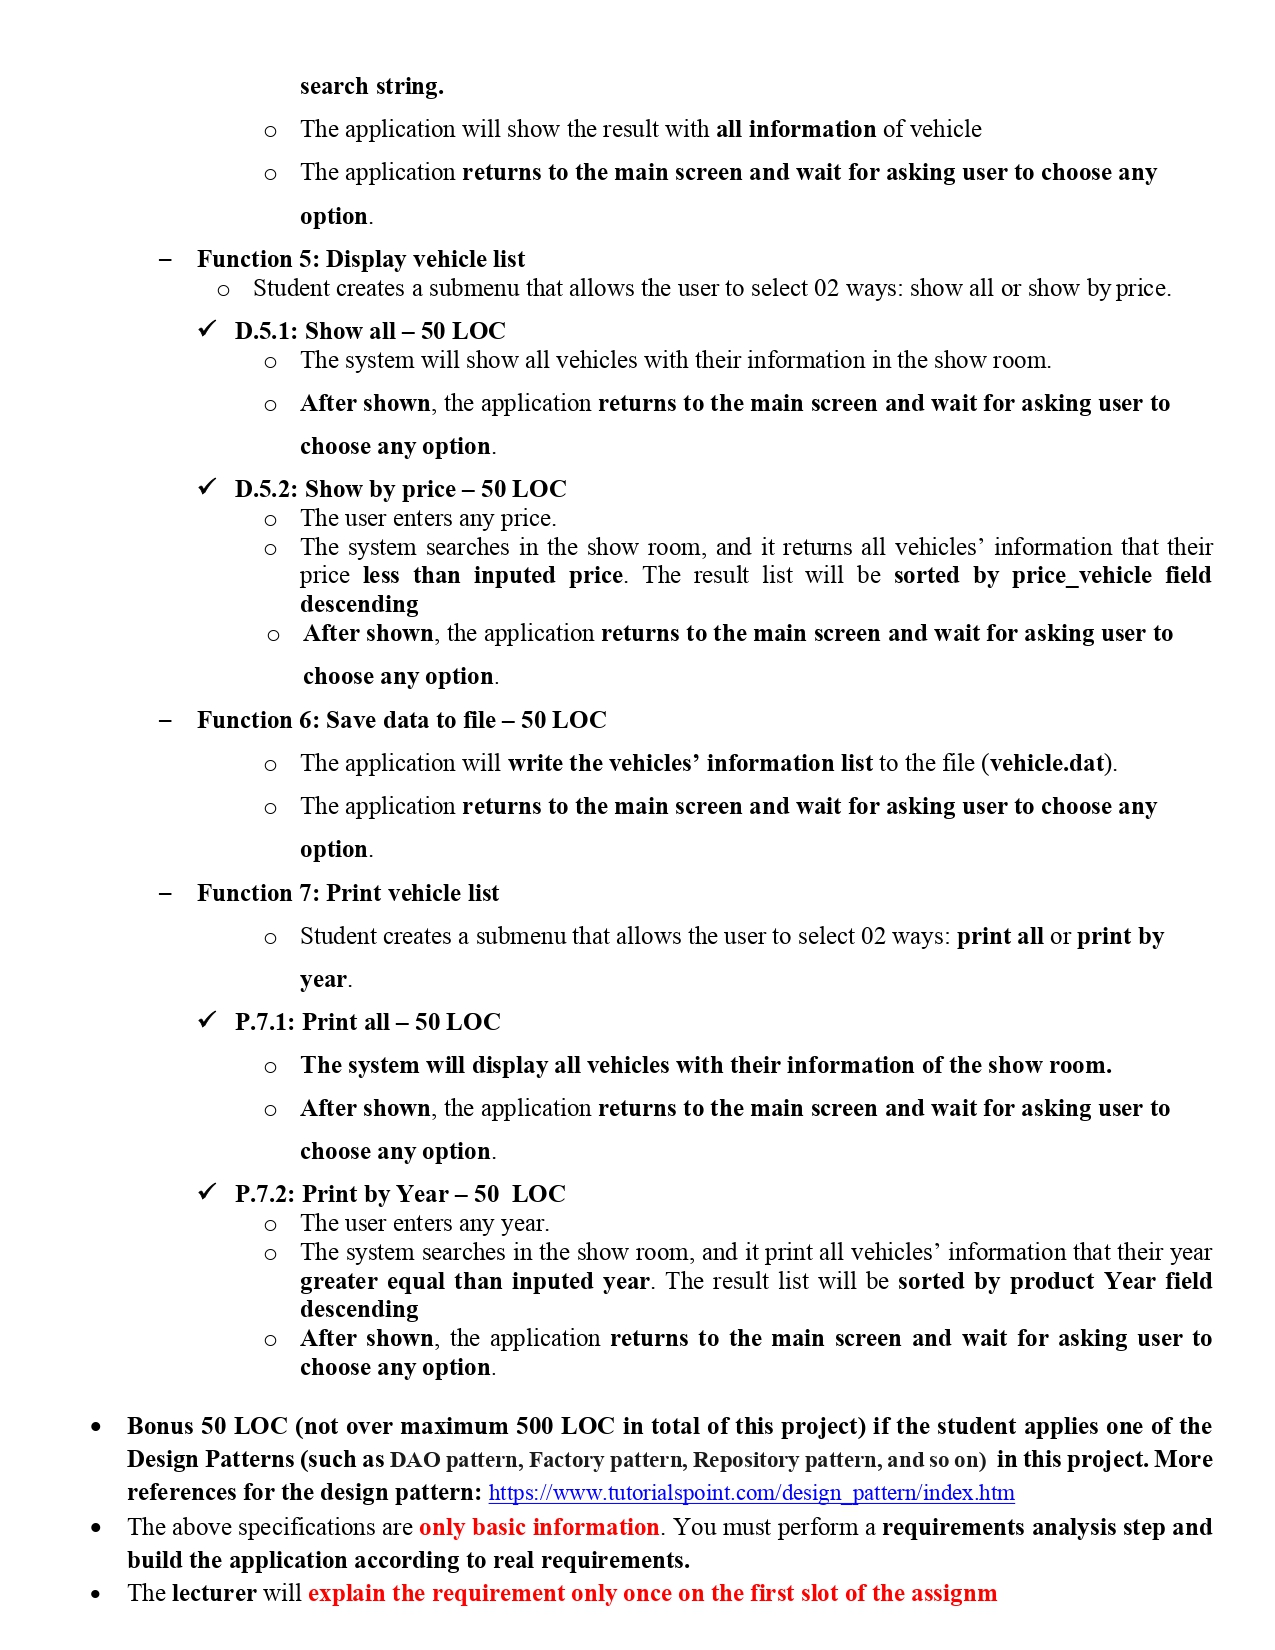 search string.
o The application will show the result with all information of vehicle
o The application returns to the main screen and wait for asking user to choose any
option.
– Function 5: Display vehicle list
o Student creates a submenu that allows the user to select 02 ways: show all or show by price.
✓ D.5.1: Show all – 50 LOC
o The system will show all vehicles with their information in the show room.
o After shown, the application returns to the main screen and wait for asking user to
choose any option.
✓ D.5.2: Show by price – 50 LOC
o The user enters any price.
o The system searches in the show room, and it returns all vehicles’ information that their
price less than inputed price. The result list will be sorted by price_vehicle field
descending
o After shown, the application returns to the main screen and wait for asking user to
choose any option.
– Function 6: Save data to file – 50 LOC
o The application will write the vehicles’ information list to the file (vehicle.dat).
o The application returns to the main screen and wait for asking user to choose any
option.
– Function 7: Print vehicle list
o Student creates a submenu that allows the user to select 02 ways: print all or print by
year.
✓ P.7.1: Print all – 50 LOC
o The system will display all vehicles with their information of the show room.
o After shown, the application returns to the main screen and wait for asking user to
choose any option.
✓ P.7.2: Print by Year – 50 LOC
o The user enters any year.
o The system searches in the show room, and it print all vehicles’ information that their year
greater equal than inputed year. The result list will be sorted by product Year field
descending
o After shown, the application returns to the main screen and wait for asking user to
choose any option.
• Bonus 50 LOC (not over maximum 500 LOC in total of this project) if the student applies one of the
Design Patterns (such as DAO pattern, Factory pattern, Repository pattern, and so on) in this project. More
references for the design pattern: https://www.tutorialspoint.com/design_pattern/index.htm
• The above specifications are only basic information. You must perform a requirements analysis step and
build the application according to real requirements.
• The lecturer will explain the requirement only once on the first slot of the assignm